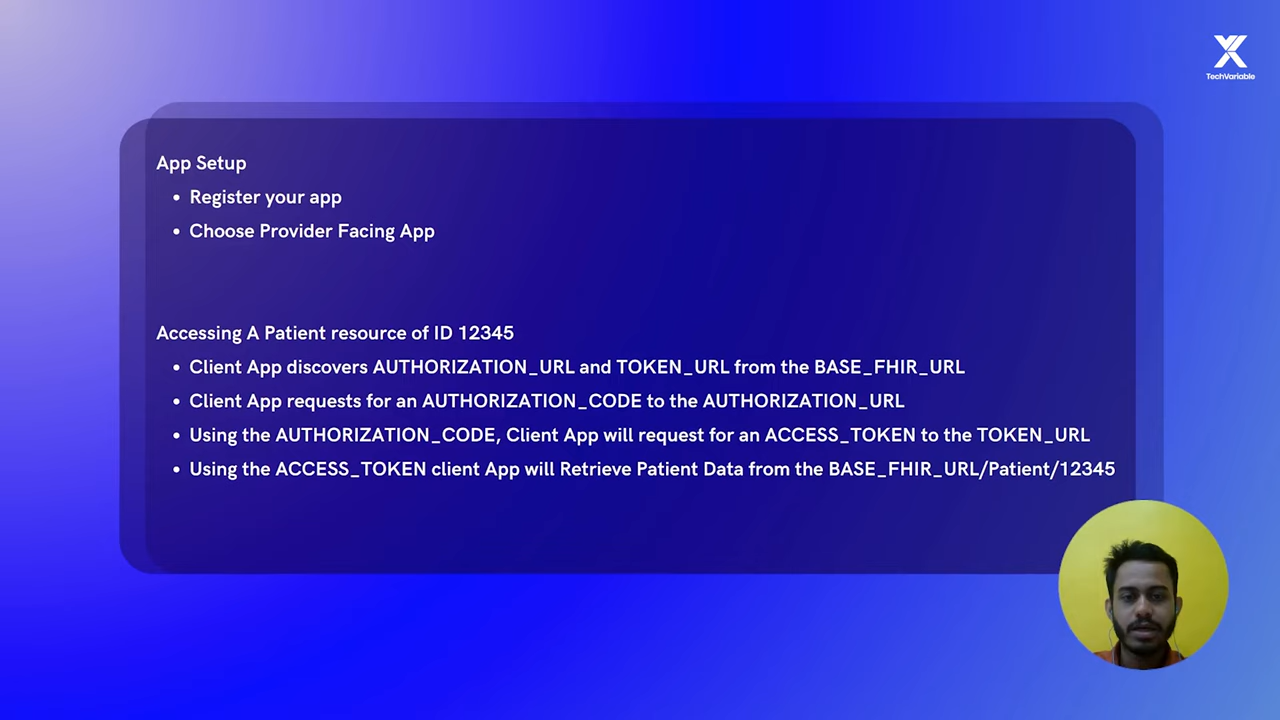 TechVariable
App Setup
• Register your app
• Choose Provider Facing App
Accessing A Patient resource of ID 12345
• Client App discovers AUTHORIZATION_URL and TOKEN_URL from the BASE_FHIR_URL
• Client App requests for an AUTHORIZATION_CODE to the AUTHORIZATION_URL
• Using the AUTHORIZATION_CODE, Client App will request for an ACCESS_TOKEN to the TOKEN_URL
• Using the ACCESS_TOKEN client App will Retrieve Patient Data from the BASE_FHIR_URL/Patient/12345